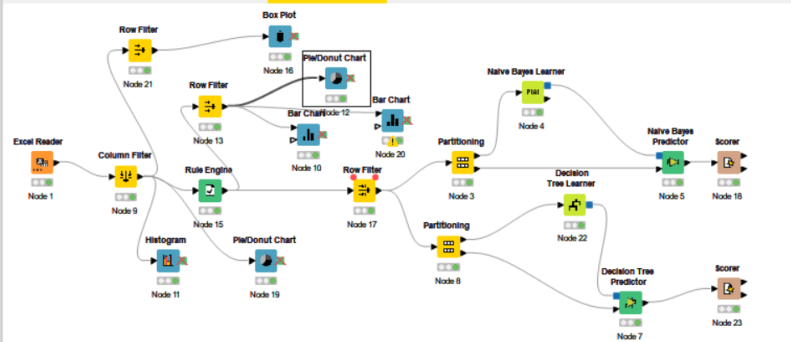 Box Plot
Row Filter
Node 16
Node 21
Pie/Donut Chart
Node 12
Row Filter
Node 13
Bar Chart
Node 10
Bar Chart
Node 20
Naive Bayes Learner
Node 4
Excel Reader
Node 1
Column Filter
Node 9
Rule Engine
Node 15
Row Filter
Node 17
Partitioning
Node 3
Naive Bayes
Predictor
Node 5
Scorer
Node 18
Decision
Tree Learner
Node 22
Histogram
Node 11
Pie/Donut Chart
Node 19
Partitioning
Node 8
Decision Tree
Predictor
Node 7
Scorer
Node 23